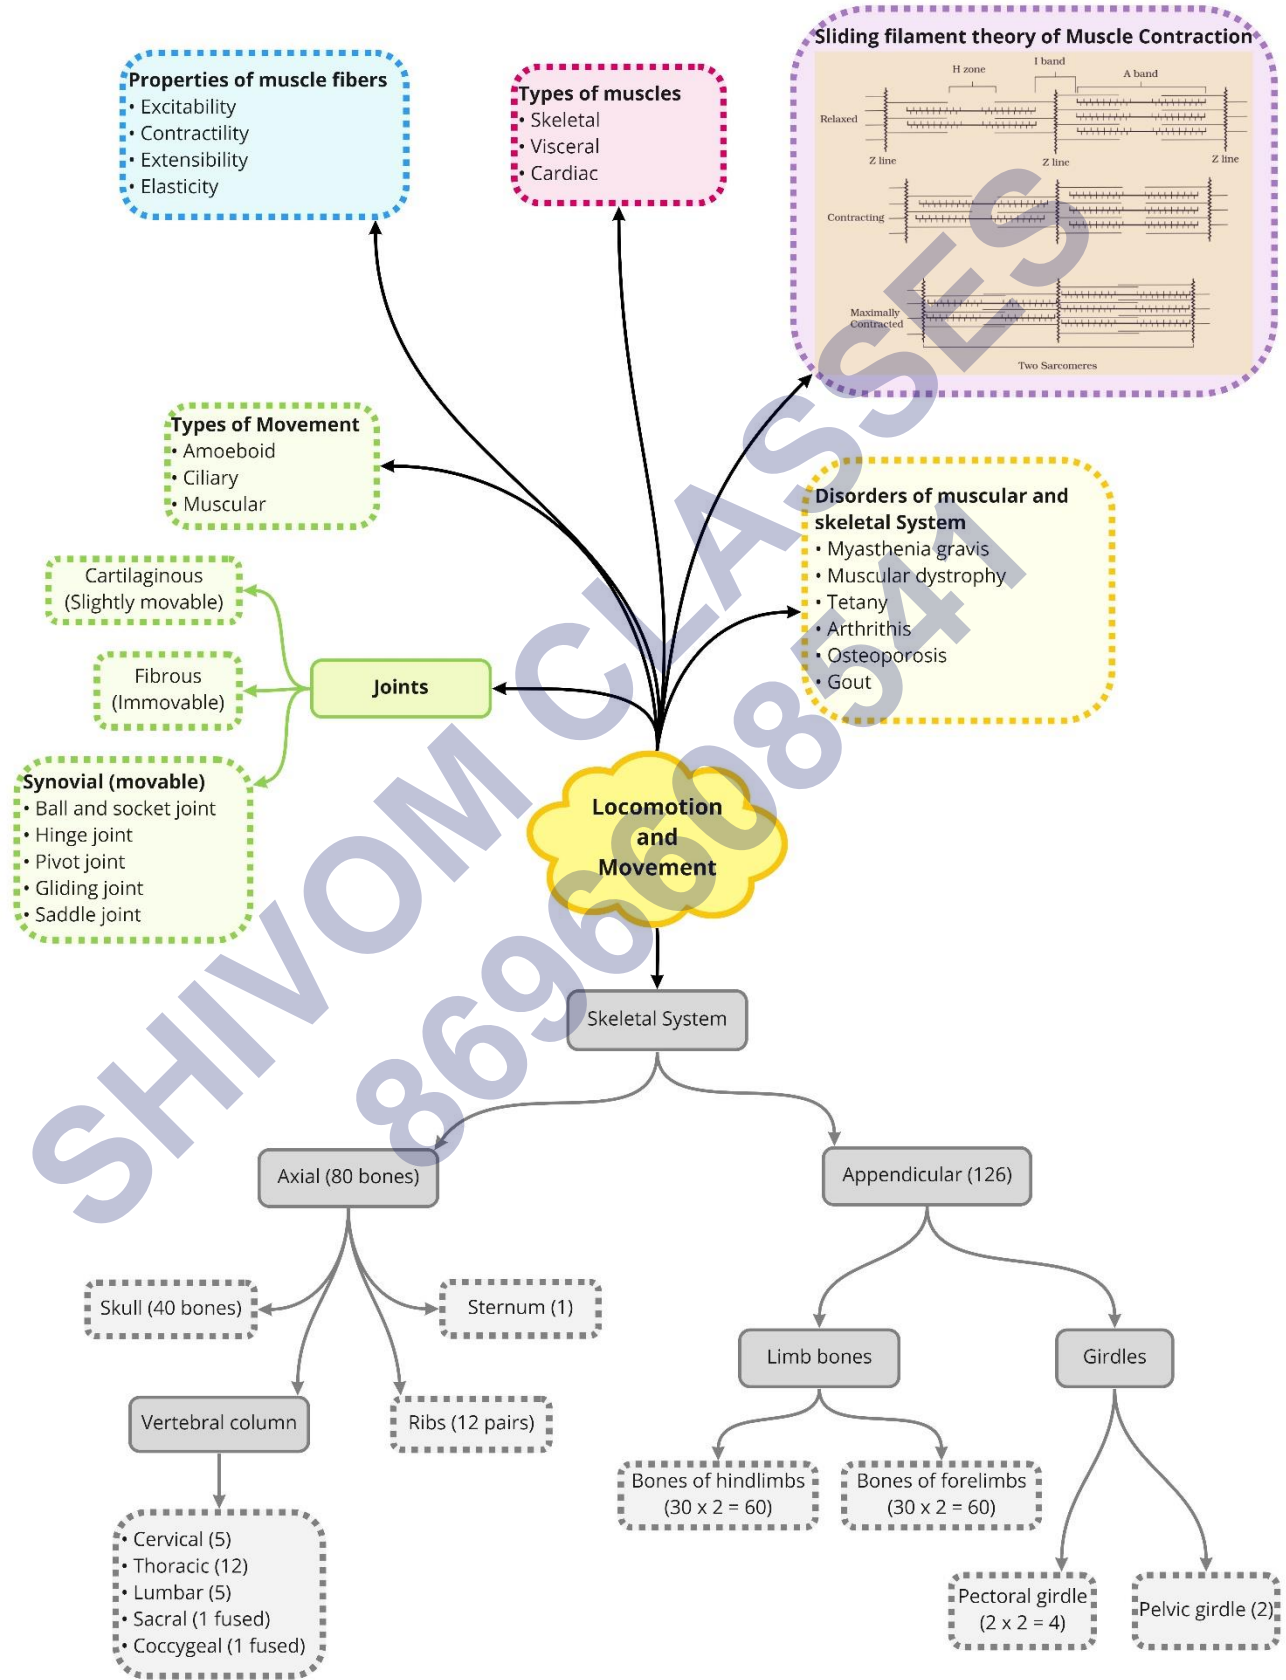 Sliding filament theory of Muscle Contraction
H zone
I band
A band
Relaxed
Z line
Z line
Z line
Contracting
Maximally
Contracted
Two Sarcomeres
Properties of muscle fibers
• Excitability
• Contractility
• Extensibility
• Elasticity
Types of muscles
• Skeletal
• Visceral
• Cardiac
Types of Movement
• Amoeboid
• Ciliary
• Muscular
Disorders of muscular and
skeletal System
• Myasthenia gravis
• Muscular dystrophy
• Tetany
• Arthrithis
• Osteoporosis
• Gout
Cartilaginous
(Slightly movable)
Fibrous
(Immovable)
Joints
Synovial (movable)
• Ball and socket joint
• Hinge joint
• Pivot joint
• Gliding joint
• Saddle joint
Locomotion
and
Movement
Skeletal System
Axial (80 bones)
Appendicular (126)
Skull (40 bones)
Sternum (1)
Vertebral column
Ribs (12 pairs)
• Cervical (5)
• Thoracic (12)
• Lumbar (5)
• Sacral (1 fused)
• Coccygeal (1 fused)
Limb bones
Girdles
Bones of hindlimbs
(30 x 2 = 60)
Bones of forelimbs
(30 x 2 = 60)
Pectoral girdle
(2 x 2 = 4)
Pelvic girdle (2)
SHIVOM CLASSES
8696608541